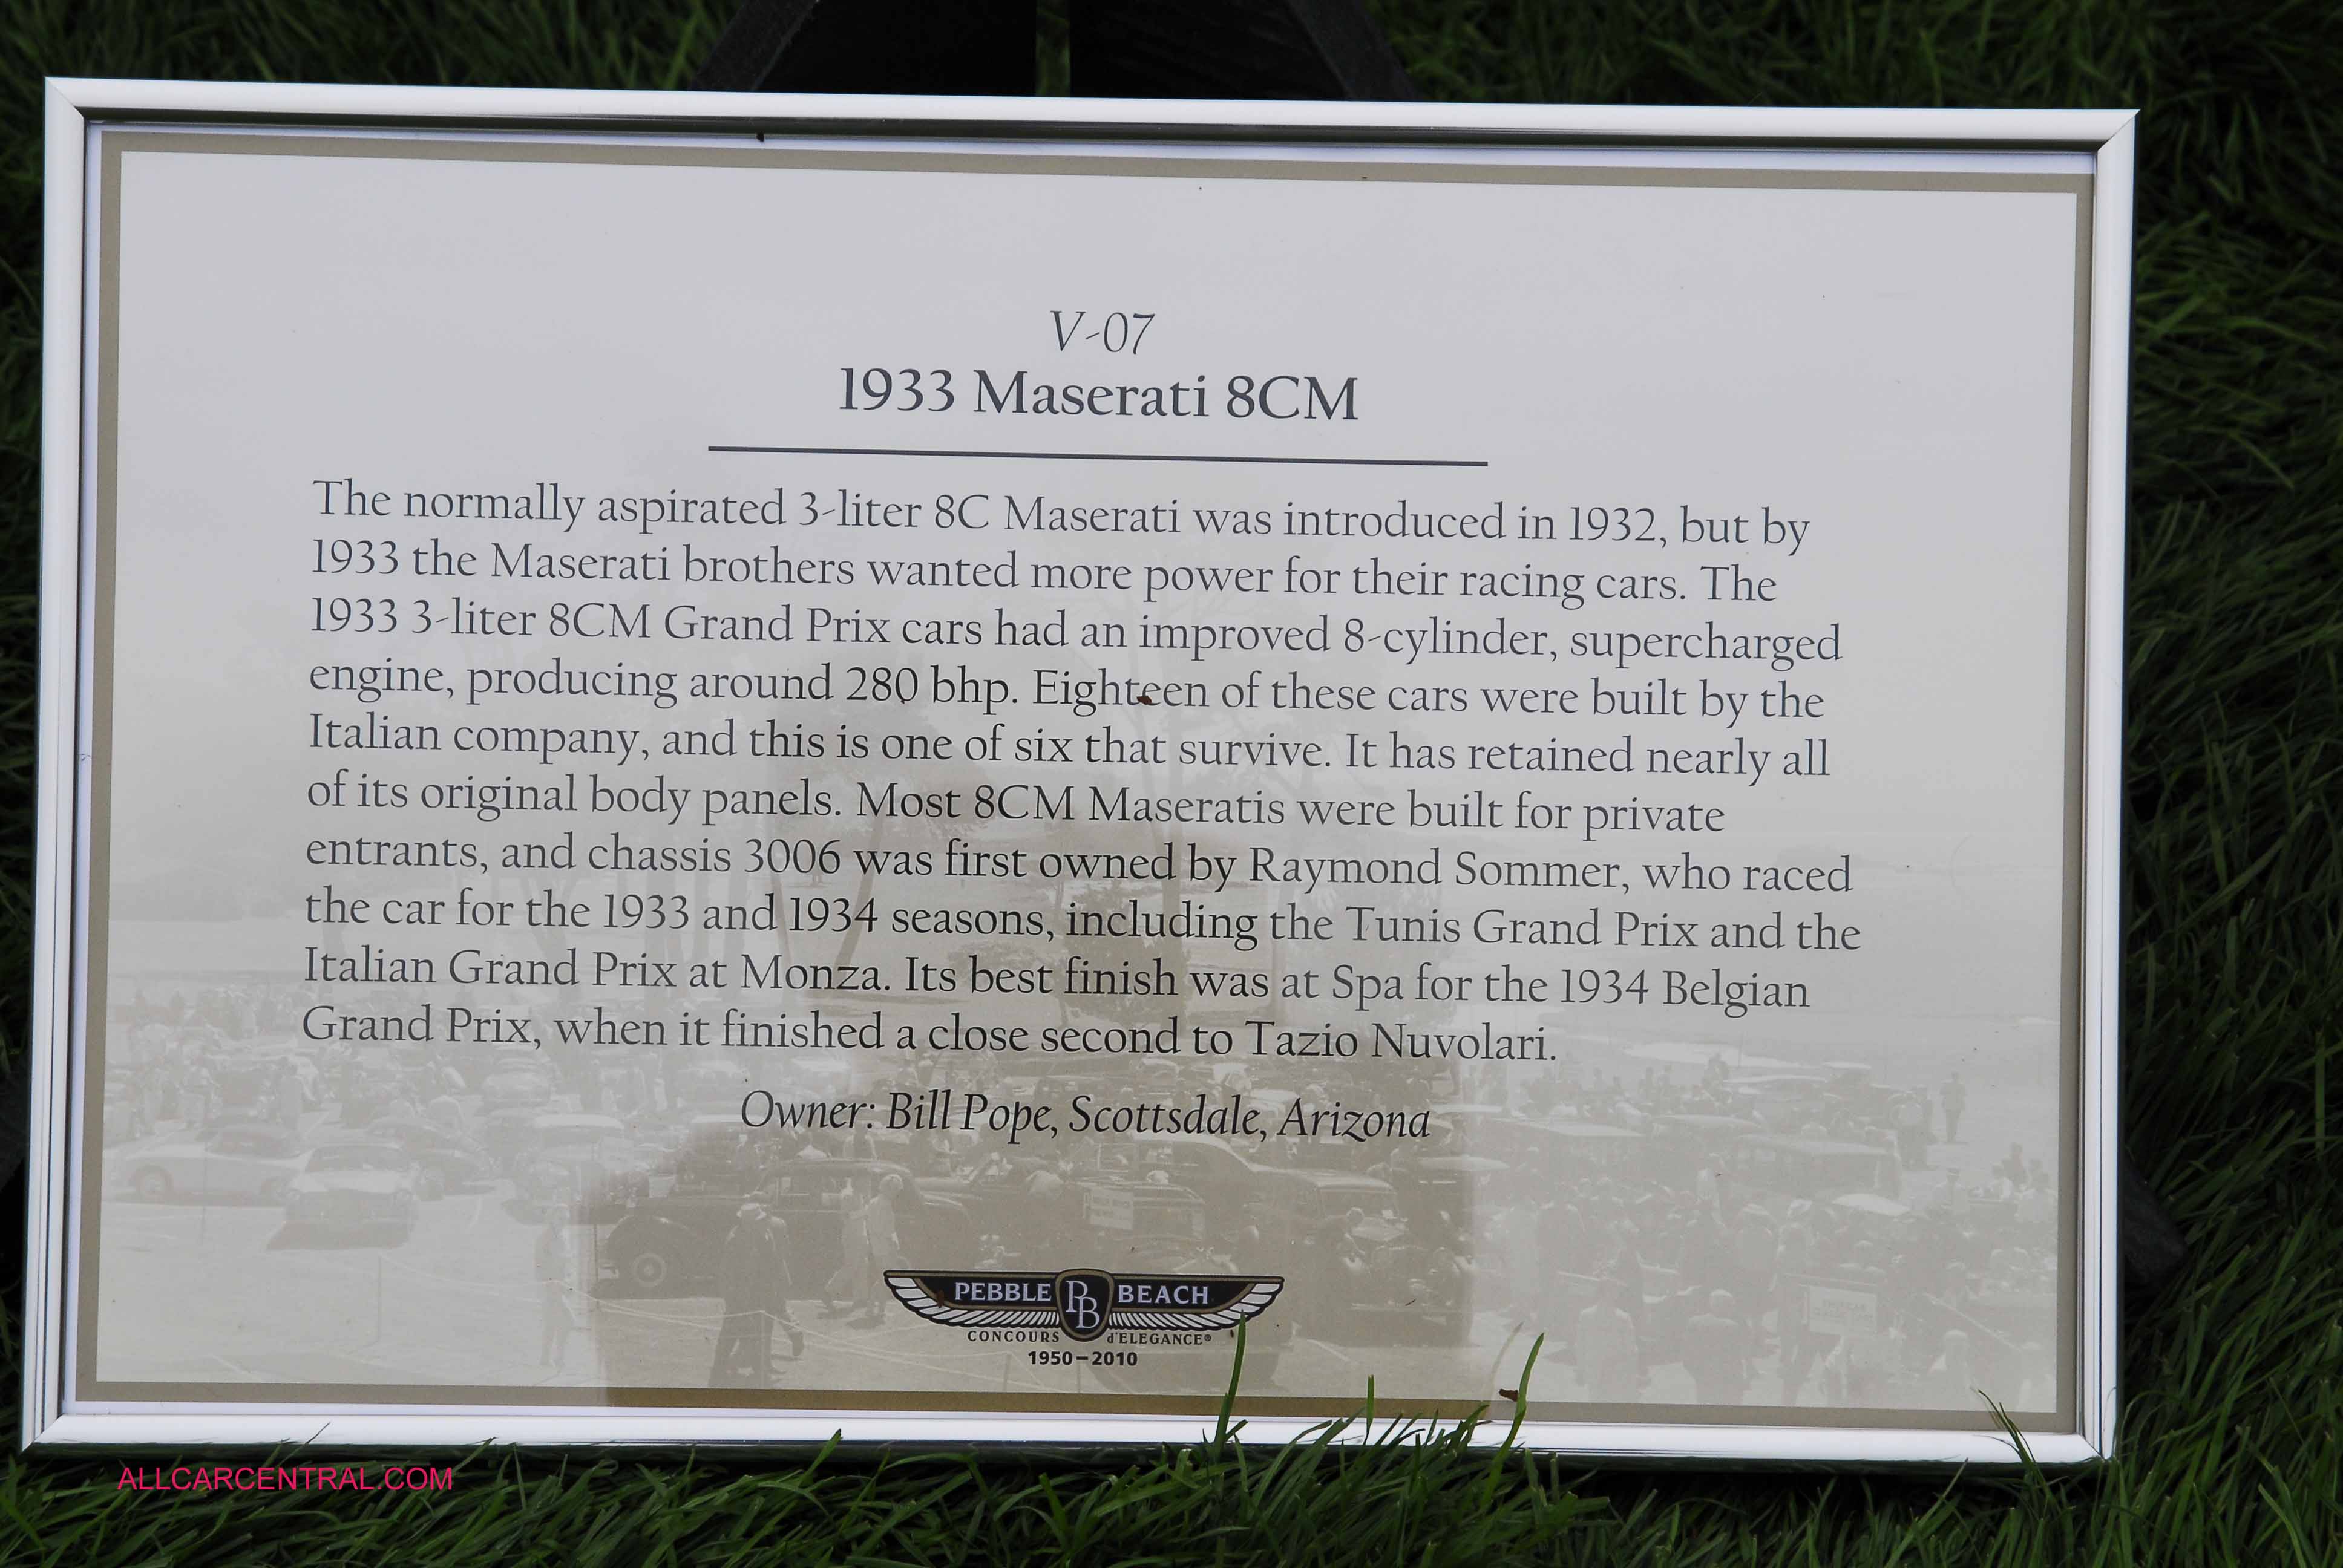 V-07
1933 Maserati 8CM
The normally aspirated 3-liter 8C Maserati was introduced in 1932, but by
1933 the Maserati brothers wanted more power for their racing cars. The
1933 3-liter 8CM Grand Prix cars had an improved 8-cylinder, supercharged
engine, producing around 280 bhp. Eighteen of these cars were built by the
Italian company, and this is one of six that survive. It has retained nearly all
of its original body panels. Most 8CM Maseratis were built for private
entrants, and chassis 3006 was first owned by Raymond Sommer, who raced
the car for the 1933 and 1934 seasons, including the Tunis Grand Prix and the
Italian Grand Prix at Monza. Its best finish was at Spa for the 1934 Belgian
Grand Prix, when it finished a close second to Tazio Nuvolari.
Owner: Bill Pope, Scottsdale, Arizona
PEBBLE PB BEACH
CONCOURS d'ELEGANCE®
1950–2010
ALLCARCENTRAL.COM